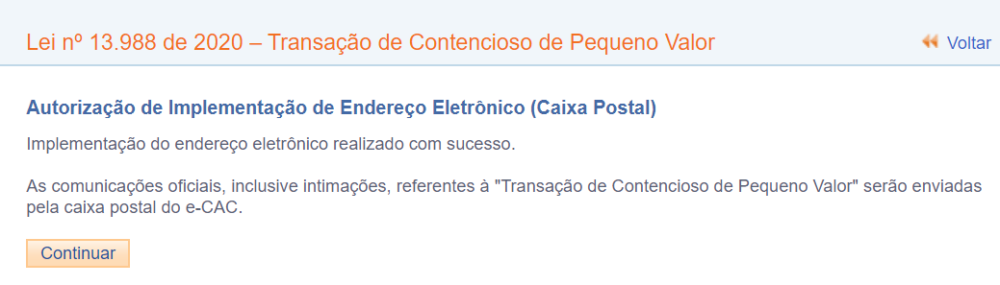 Lei nº 13.988 de 2020 – Transação de Contencioso de Pequeno Valor
Voltar
Autorização de Implementação de Endereço Eletrônico (Caixa Postal)
Implementação do endereço eletrônico realizado com sucesso.
As comunicações oficiais, inclusive intimações, referentes à "Transação de Contencioso de Pequeno Valor" serão enviadas
pela caixa postal do e-CAC.
Continuar